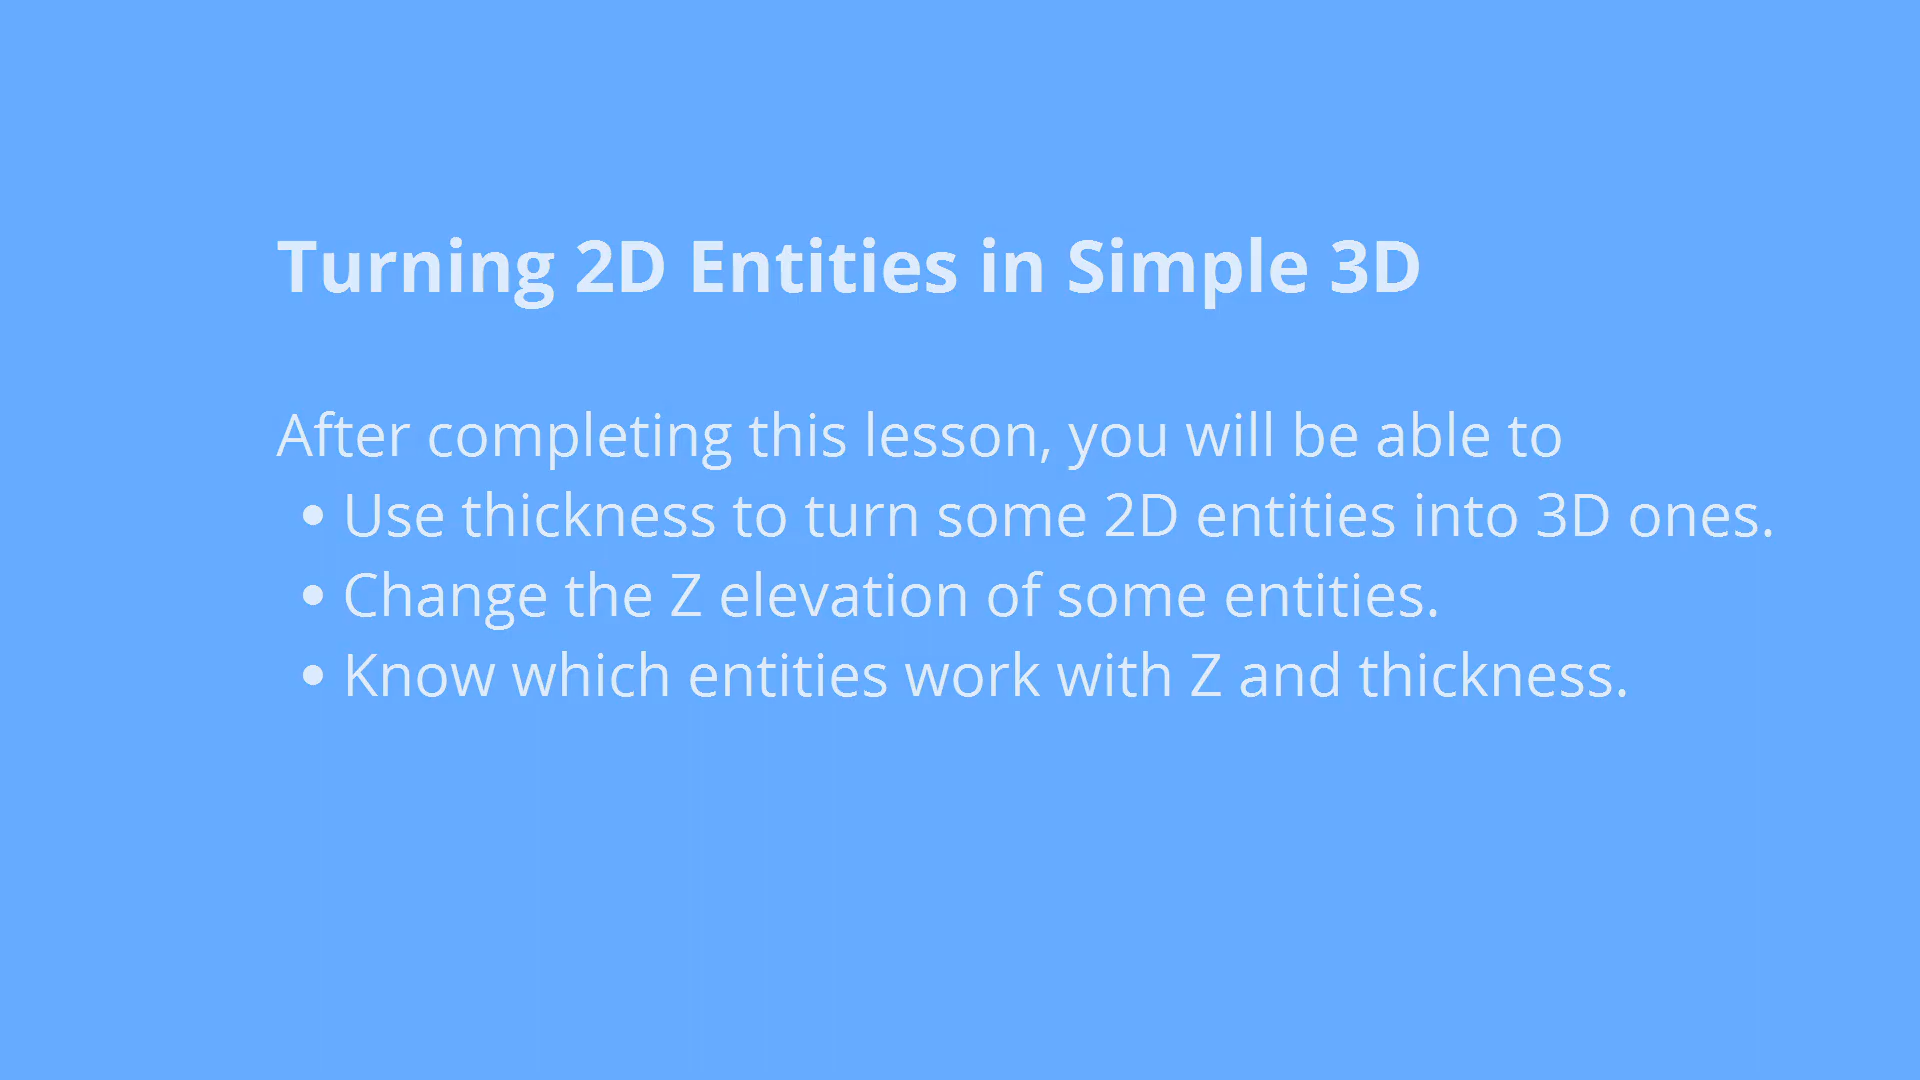 Turning 2D Entities in Simple 3D
After completing this lesson, you will be able to
• Use thickness to turn some 2D entities into 3D ones.
• Change the Z elevation of some entities.
• Know which entities work with Z and thickness.